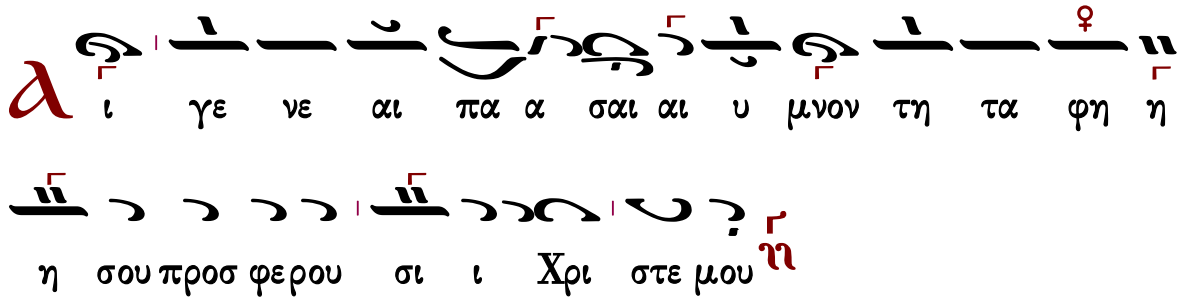 Α ι γε νε αι πα α σαι αι υ μνον τη τα φη η
η σου προσ φε ρου σι ι Χρι στε μου